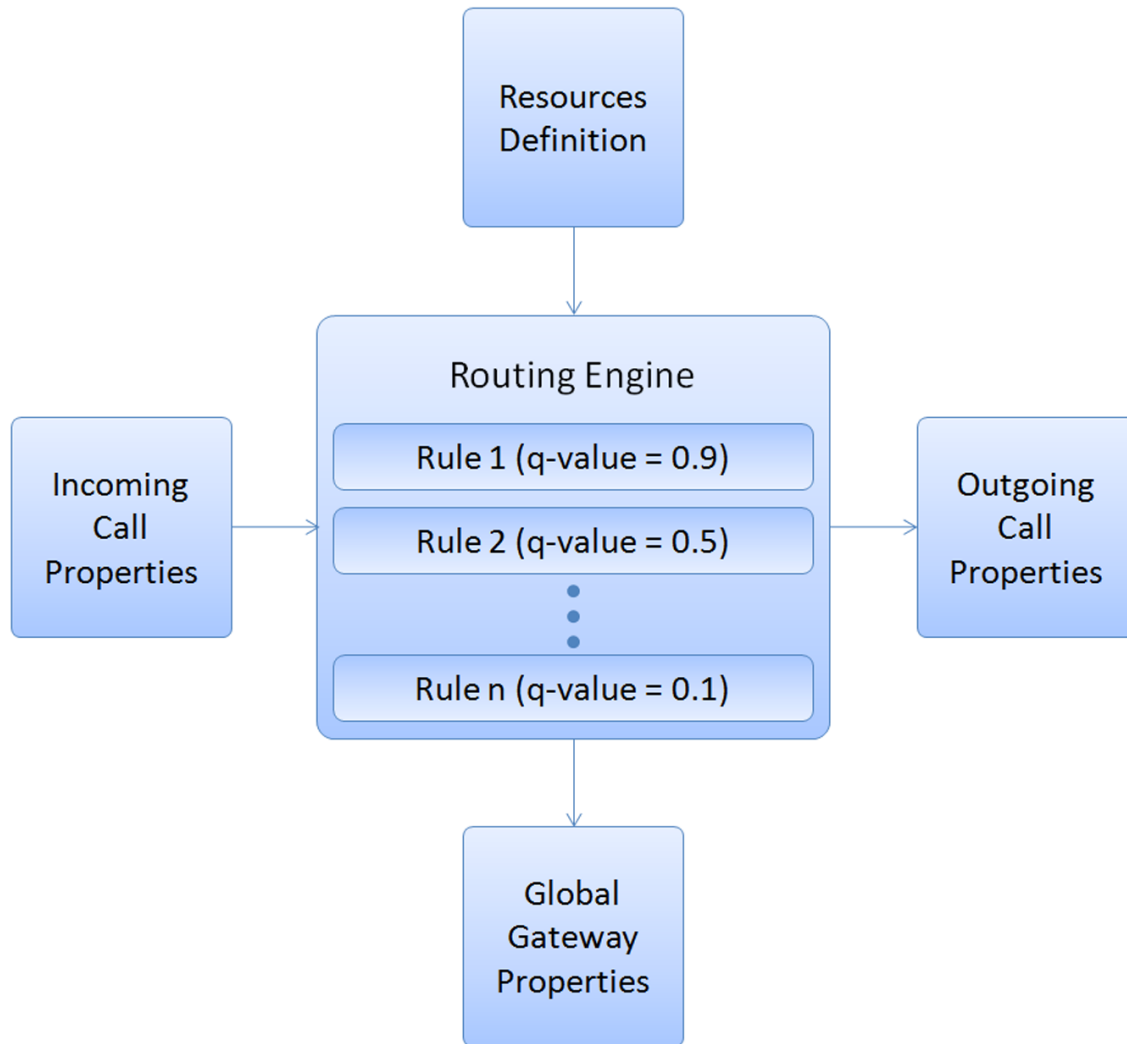 Resources
Definition
Routing Engine
Rule 1 (q-value = 0.9)
Rule 2 (q-value = 0.5)
Rule n (q-value = 0.1)
Incoming
Call
Properties
Outgoing
Call
Properties
Global
Gateway
Properties